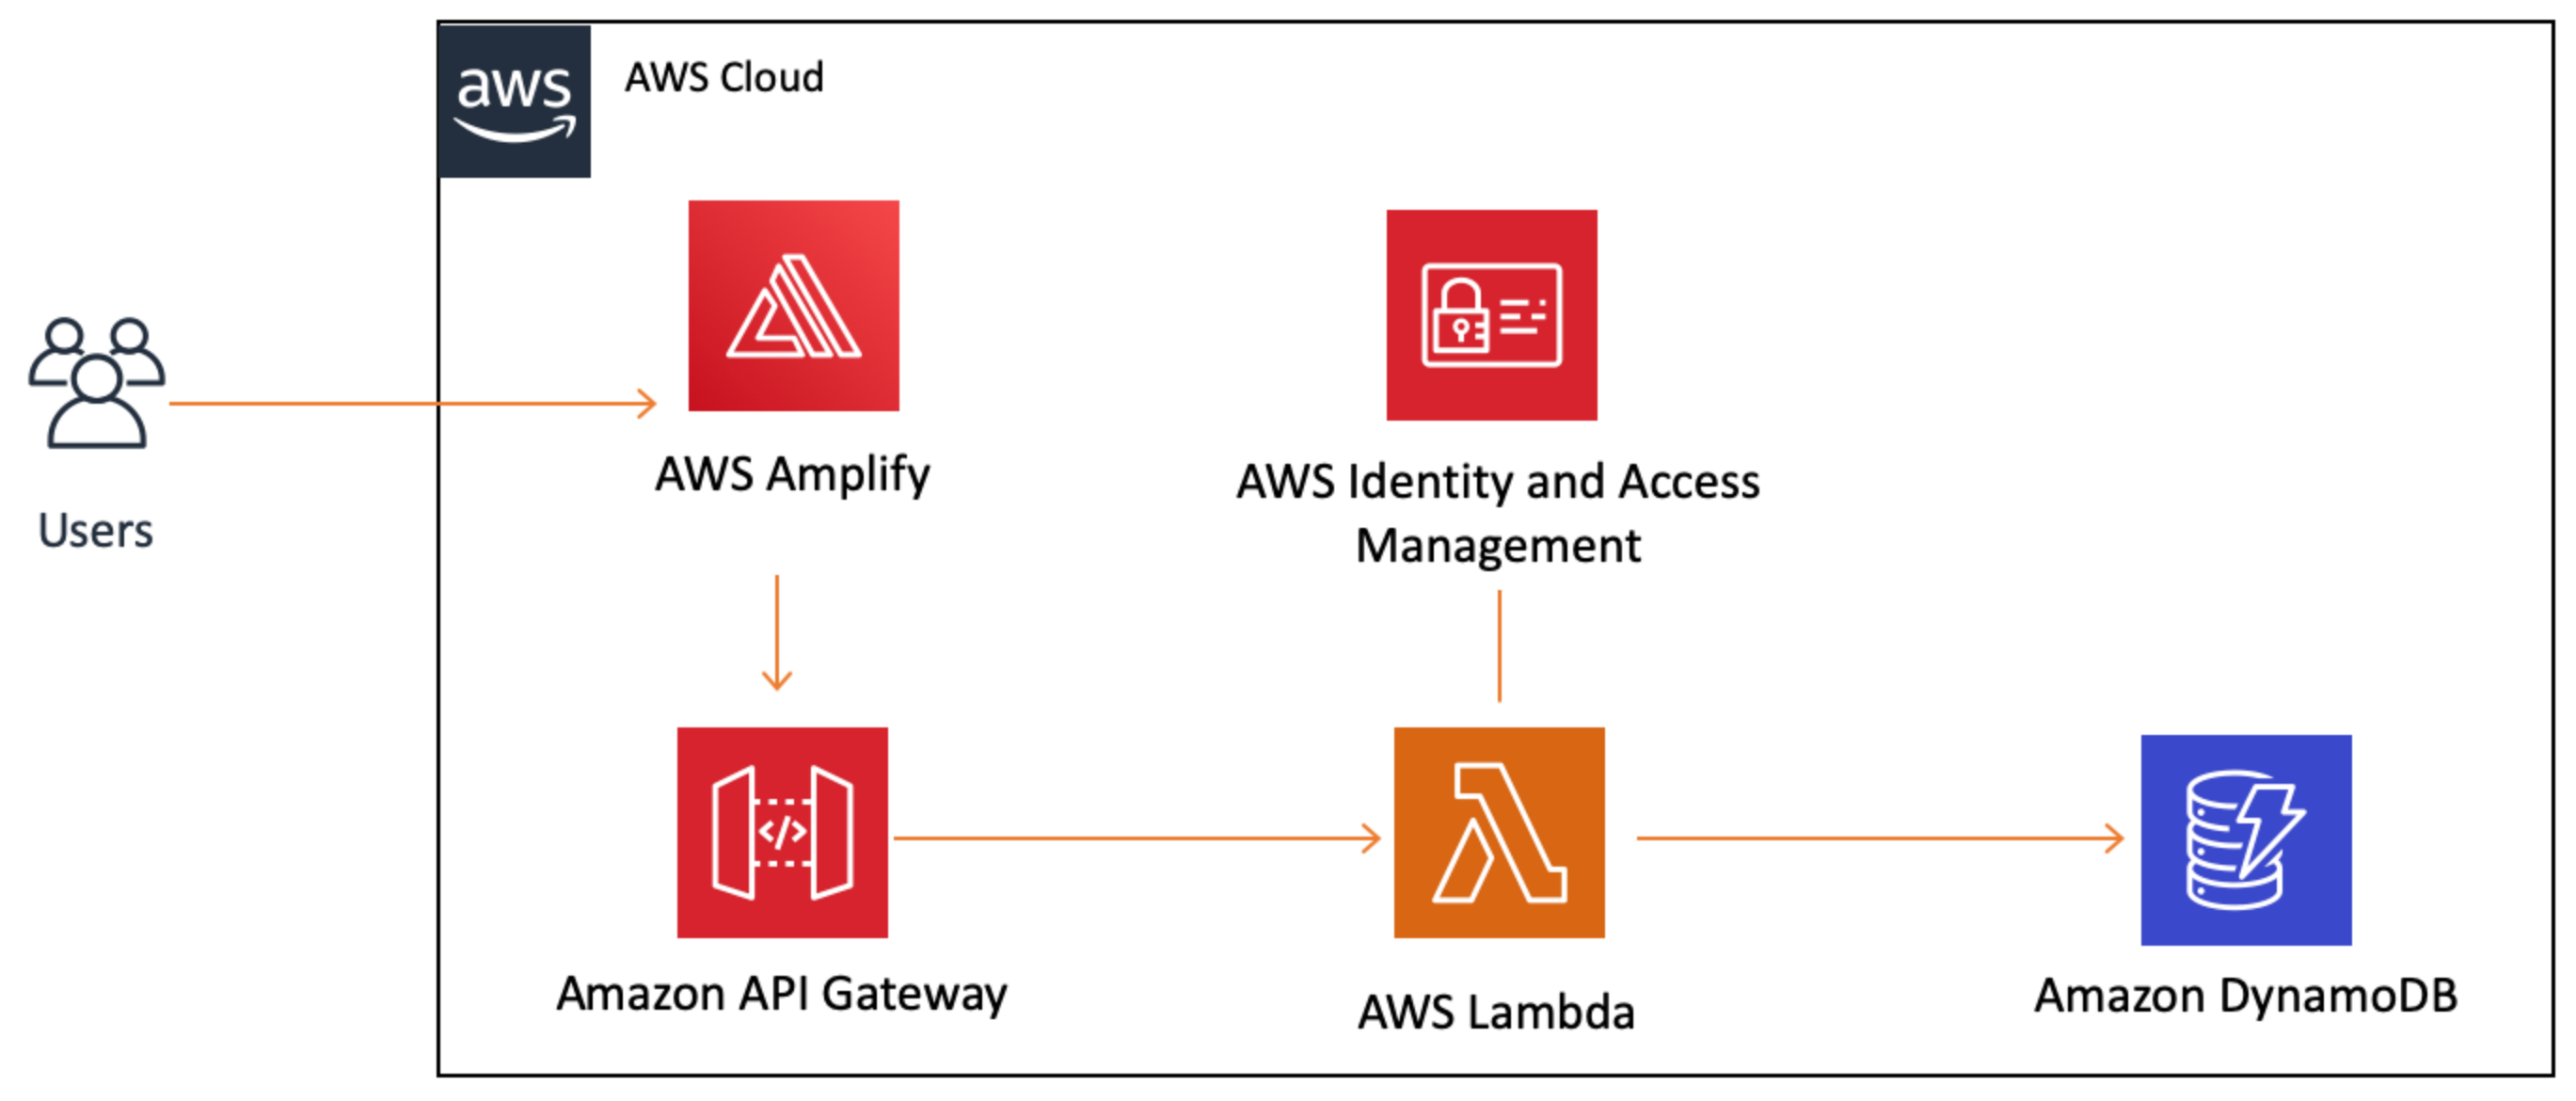 aws
AWS Cloud
Users
AWS Amplify
AWS Identity and Access
Management
</>
Amazon API Gateway
AWS Lambda
Amazon DynamoDB